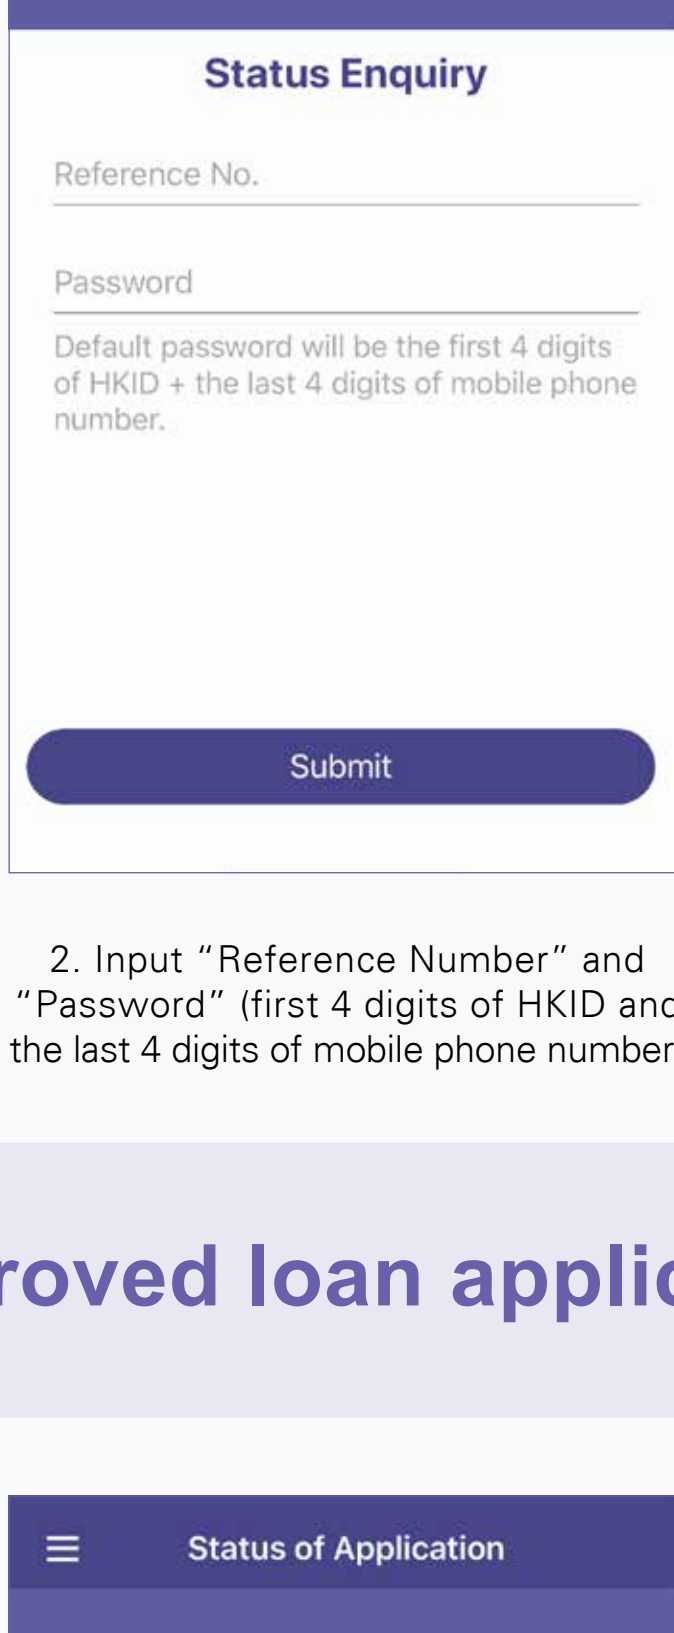 Status Enquiry
Reference No.
Password
Default password will be the first 4 digits
of HKID + the last 4 digits of mobile phone
number.
Submit
2. Input “Reference Number” and
“Password” (first 4 digits of HKID and
the last 4 digits of mobile phone number
roved loan applic
Status of Application